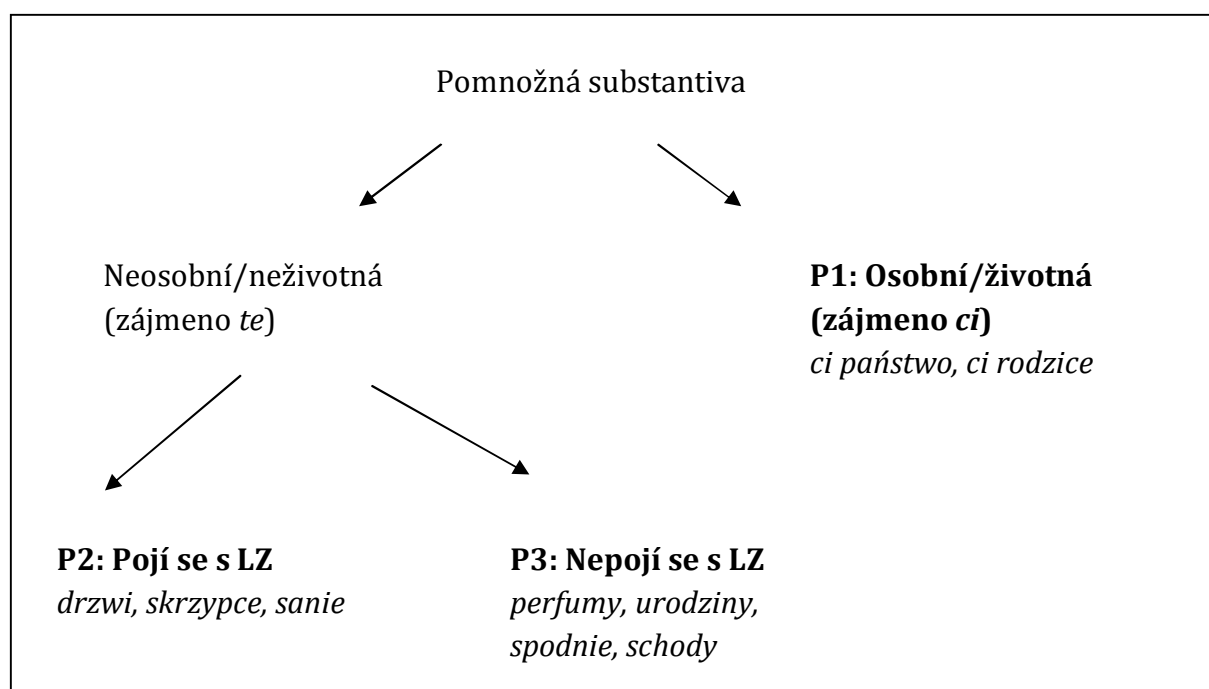 Pomnožná substantiva
Neosobní/neživotná
(zájmeno te)
P1: Osobní/životná
(zájmeno ci)
ci państwo, ci rodzice
P2: Pojí se s LZ
drzwi, skrzypce, sanie
P3: Nepojí se s LZ
perfumy, urodziny,
spodnie, schody